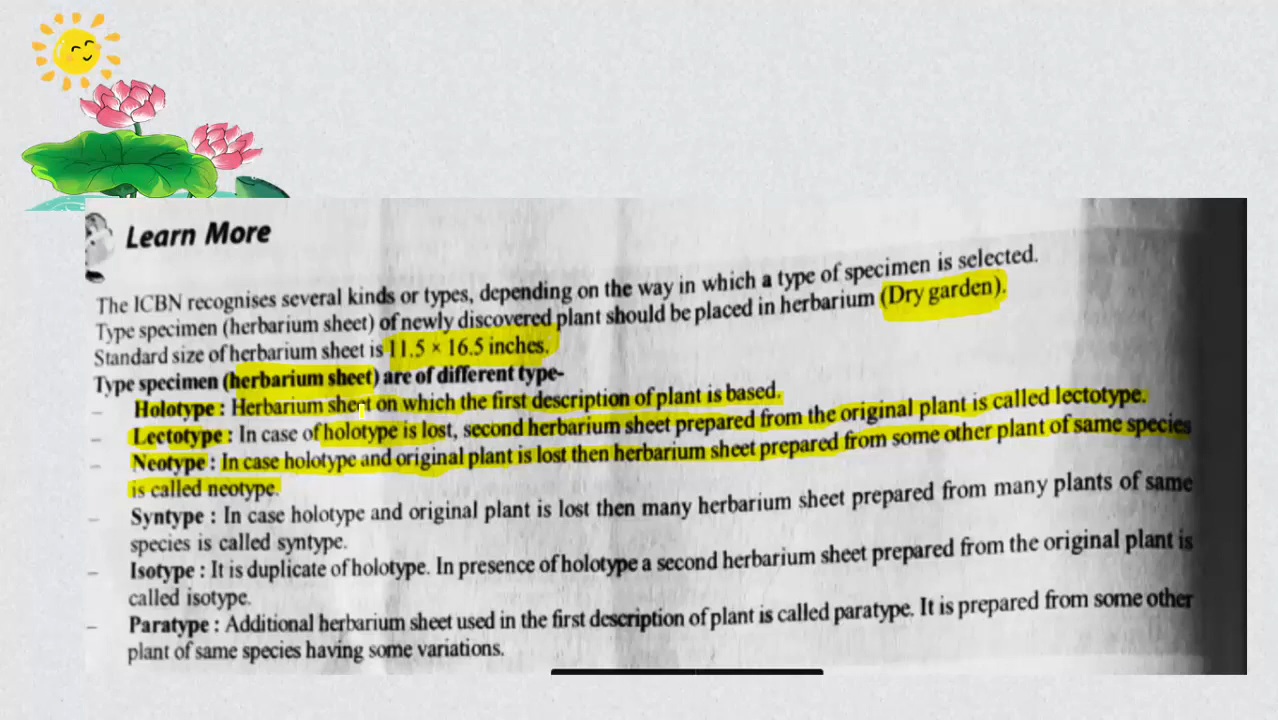 Learn More
The ICBN recognises several kinds or types, depending on the way in which a type of specimen is selected.
Type specimen (herbarium sheet) of newly discovered plant should be placed in herbarium (Dry garden).
Standard size of herbarium sheet is 11.5 × 16.5 inches.
Type specimen (herbarium sheet) are of different type-
– Holotype : Herbarium sheet on which the first description of plant is based.
– Lectotype : In case of holotype is lost, second herbarium sheet prepared from the original plant is called lectotype.
– Neotype : In case holotype and original plant is lost then herbarium sheet prepared from some other plant of same species
is called neotype.
– Syntype : In case holotype and original plant is lost then many herbarium sheet prepared from many plants of same
species is called syntype.
– Isotype : It is duplicate of holotype. In presence of holotype a second herbarium sheet prepared from the original plant is
called isotype.
– Paratype : Additional herbarium sheet used in the first description of plant is called paratype. It is prepared from some other
plant of same species having some variations.